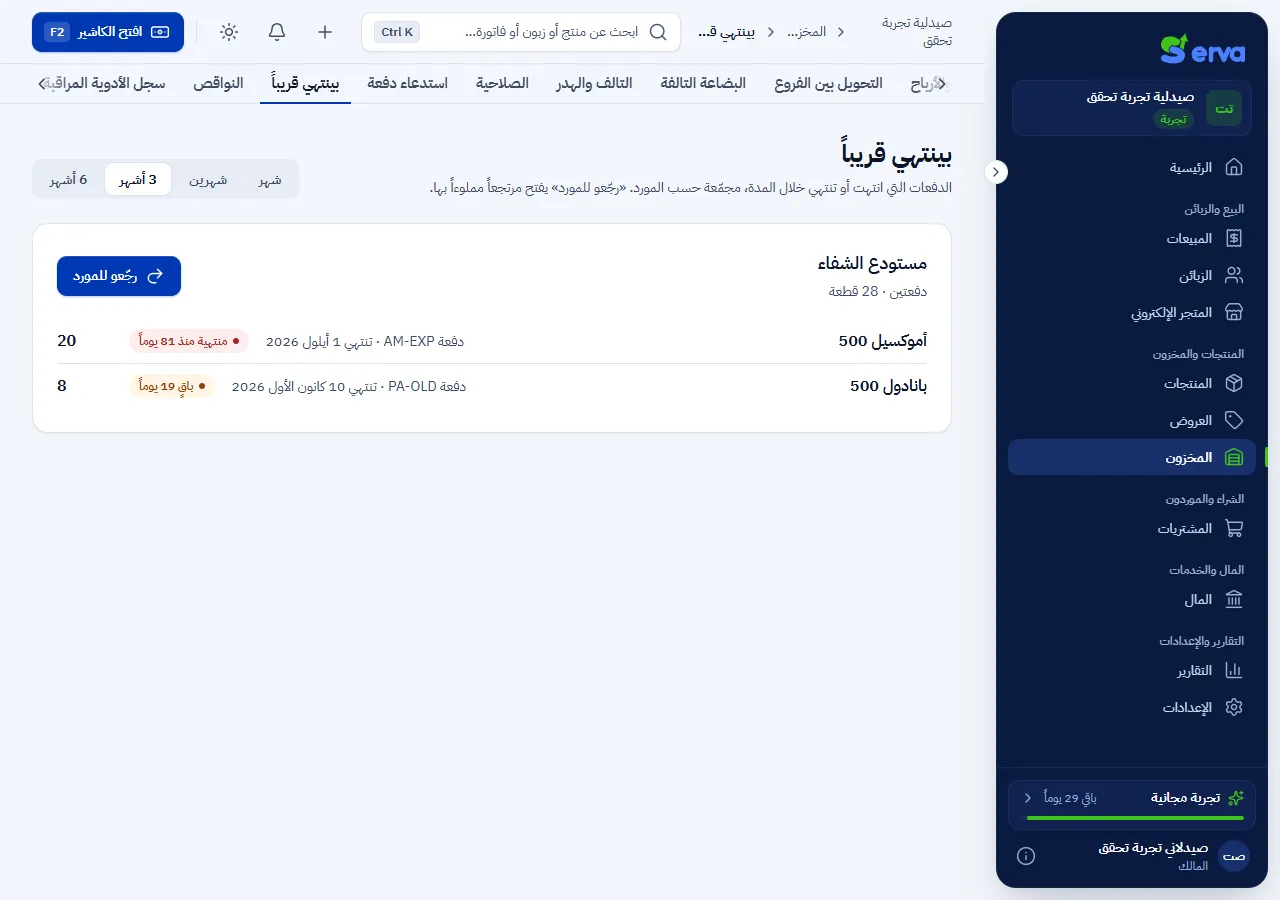 Serva
صيدلية تجربة تحقق
تت
تجربة
الرئيسية
البيع والزبائن
المبيعات
الزبائن
المتجر الإلكتروني
المنتجات والمخزون
المنتجات
العروض
المخزون
الشراء والموردون
المشتريات
المال والخدمات
المال
التقارير والإعدادات
التقارير
الإعدادات
تجربة مجانية
باقٍ 29 يوماً
صت
صيدلاني تجربة تحقق
المالك
صيدلية تجربة تحقق
المخز...
بينتهي ق...
ابحث عن منتج أو زبون أو فاتورة...
Ctrl K
افتح الكاشير F2
الأرباح
التحويل بين الفروع
البضاعة التالفة
التالف والهدر
الصلاحية
استدعاء دفعة
بينتهي قريباً
النواقص
سجل الأدوية المراقبة
بينتهي قريباً
الدفعات التي انتهت أو تنتهي خلال المدة، مجمّعة حسب المورد. «رجّعو للمورد» يفتح مرتجعاً مملوءاً بها.
شهر
شهرين
3 أشهر
6 أشهر
مستودع الشفاء
دفعتين · 28 قطعة
رجّعو للمورد
أموكسيل 500
دفعة AM-EXP · تنتهي 1 أيلول 2026
منتهية منذ 81 يوماً
20
بانادول 500
دفعة PA-OLD · تنتهي 10 كانون الأول 2026
باقٍ 19 يوماً
8